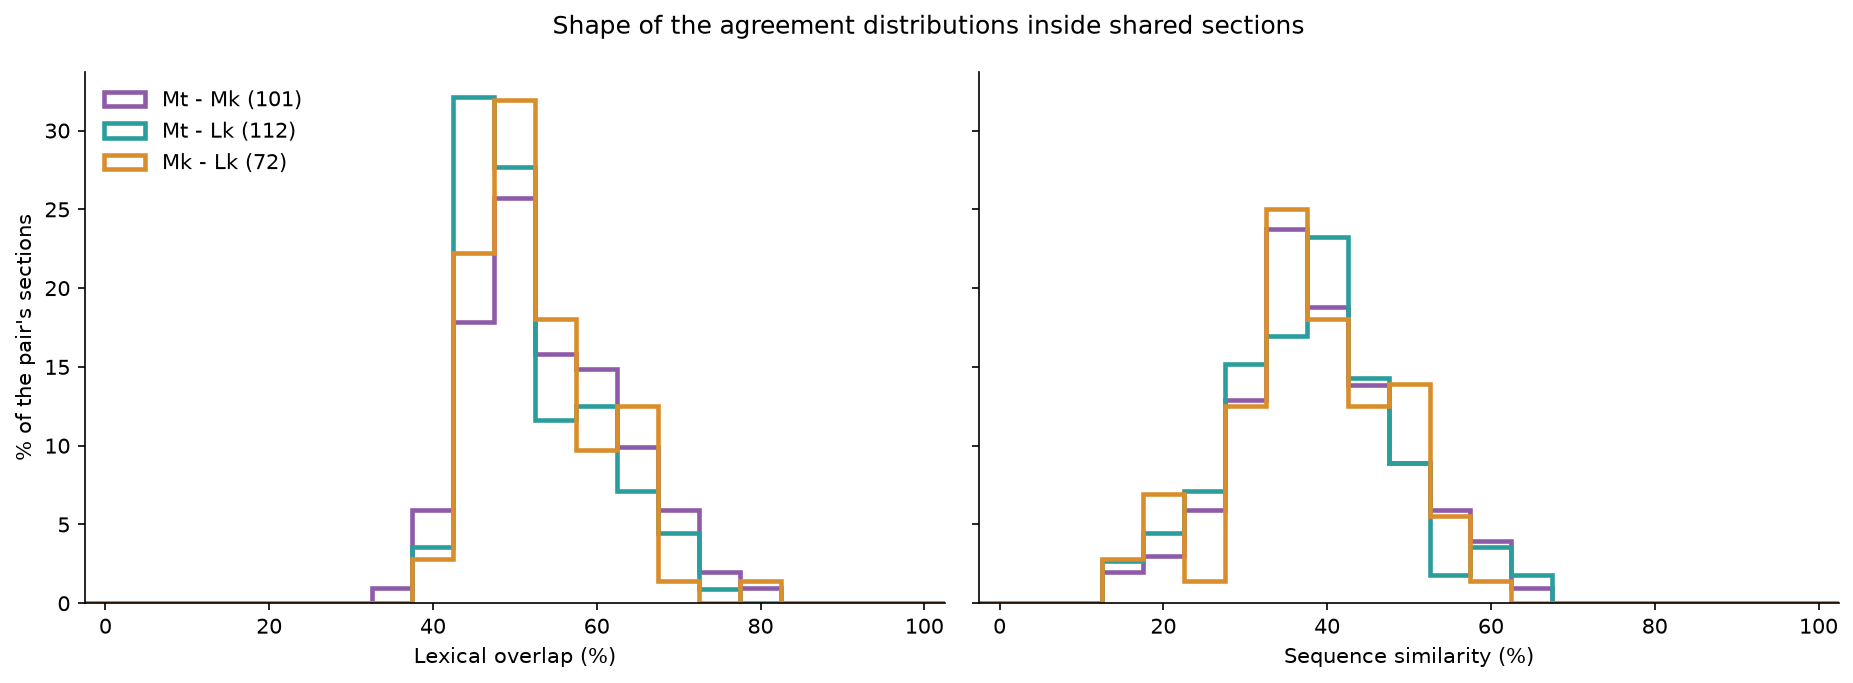 Shape of the agreement distributions inside shared sections
Mt - Mk (101)
Mt - Lk (112)
Mk - Lk (72)
% of the pair's sections
30
25
20
15
10
5
0
0 20 40 60 80 100
Lexical overlap (%)
0 20 40 60 80 100
Sequence similarity (%)